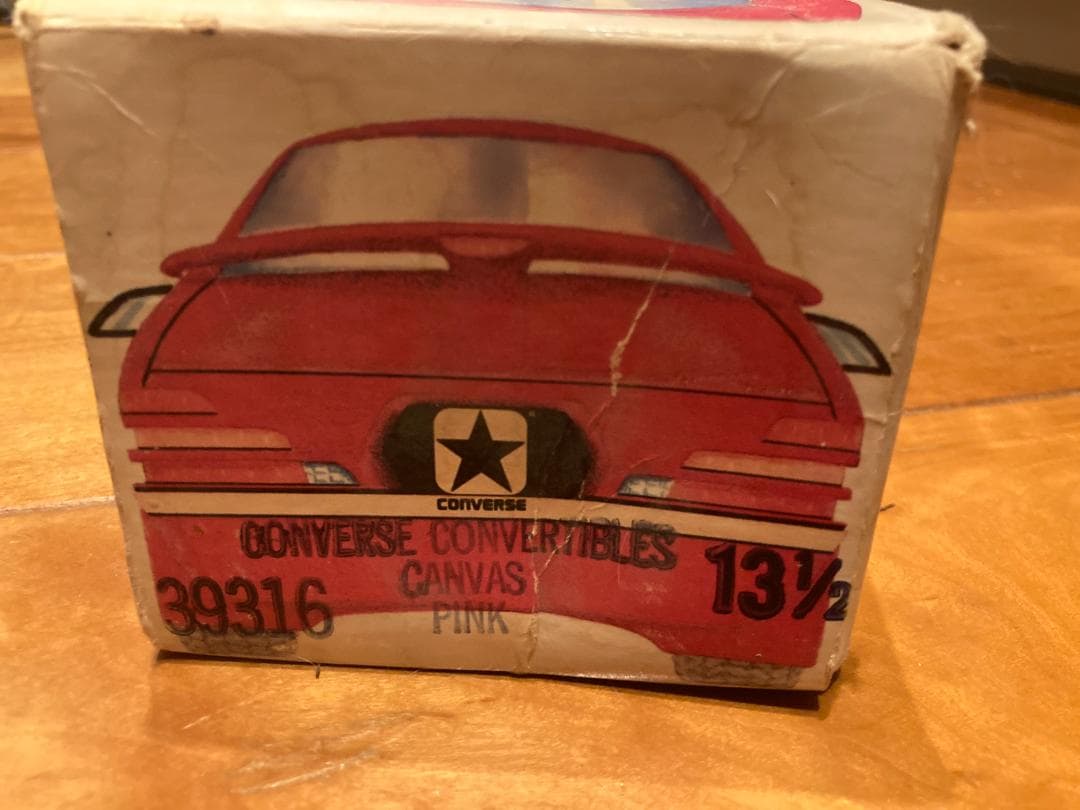 CONVERSE
CONVERSE CONVERTIBLES
CANVAS
PINK
39316
13½